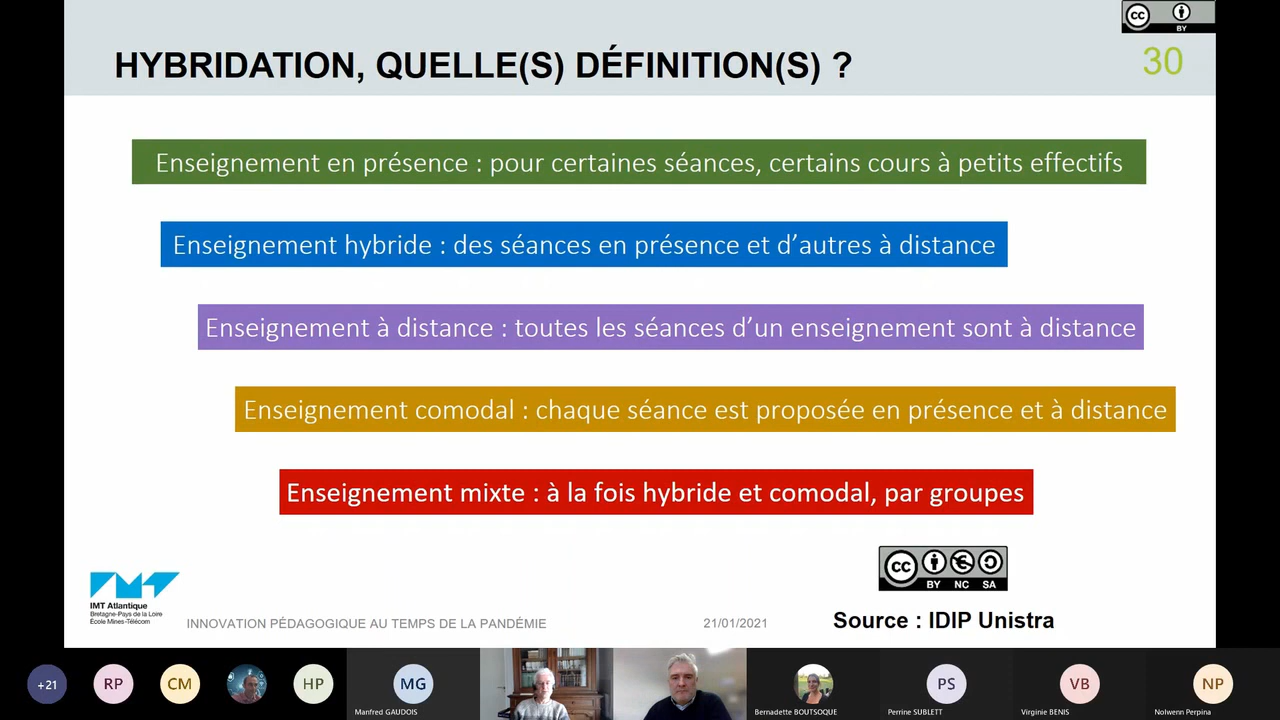 BY
HYBRIDATION, QUELLE(S) DÉFINITION(S) ?
30
Enseignement en présence : pour certaines séances, certains cours à petits effectifs
Enseignement hybride : des séances en présence et d’autres à distance
Enseignement à distance : toutes les séances d’un enseignement sont à distance
Enseignement comodal : chaque séance est proposée en présence et à distance
Enseignement mixte : à la fois hybride et comodal, par groupes
cc
BY NC SA
IMT Atlantique
Bretagne-Pays de la Loire
École Mines-Télécom
INNOVATION PÉDAGOGIQUE AU TEMPS DE LA PANDÉMIE
21/01/2021
Source : IDIP Unistra
+21
RP
CM
HP
MG
PS
VB
NP
Manfred GAUDOIS
Bernadette BOUTSOQUE
Perrine SUBLETT
Virginie BENIS
Nolwenn Perpina